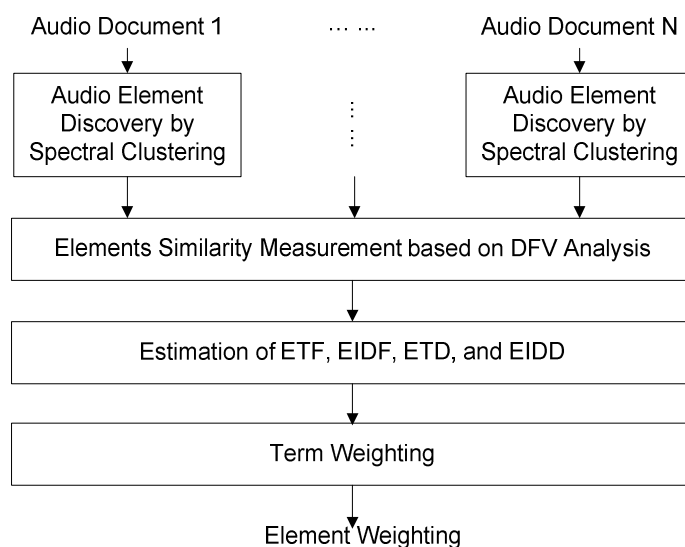 Audio Document 1
... ...
Audio Document N
Audio Element
Discovery by
Spectral Clustering
Audio Element
Discovery by
Spectral Clustering
Elements Similarity Measurement based on DFV Analysis
Estimation of ETF, EIDF, ETD, and EIDD
Term Weighting
Element Weighting